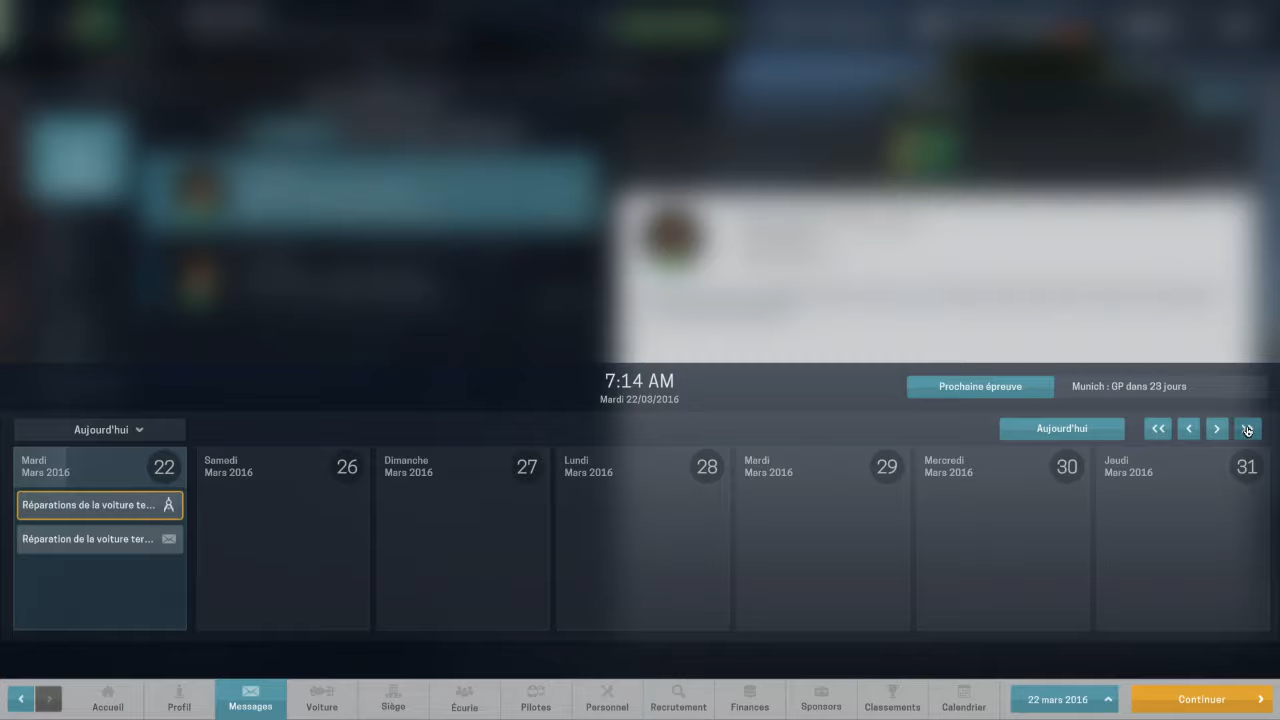 7:14 AM
Mardi 22/03/2016
Prochaine épreuve
Munich : GP dans 23 jours
Aujourd'hui
Aujourd'hui
Mardi
Mars 2016
22
Samedi
Mars 2016
26
Dimanche
Mars 2016
27
Lundi
Mars 2016
28
Mardi
Mars 2016
29
Mercredi
Mars 2016
30
Jeudi
Mars 2016
31
Réparations de la voiture te...
Réparation de la voiture ter...
Accueil
Profil
Messages
Voiture
Siège
Écurie
Pilotes
Personnel
Recrutement
Finances
Sponsors
Classements
Calendrier
22 mars 2016
Continuer